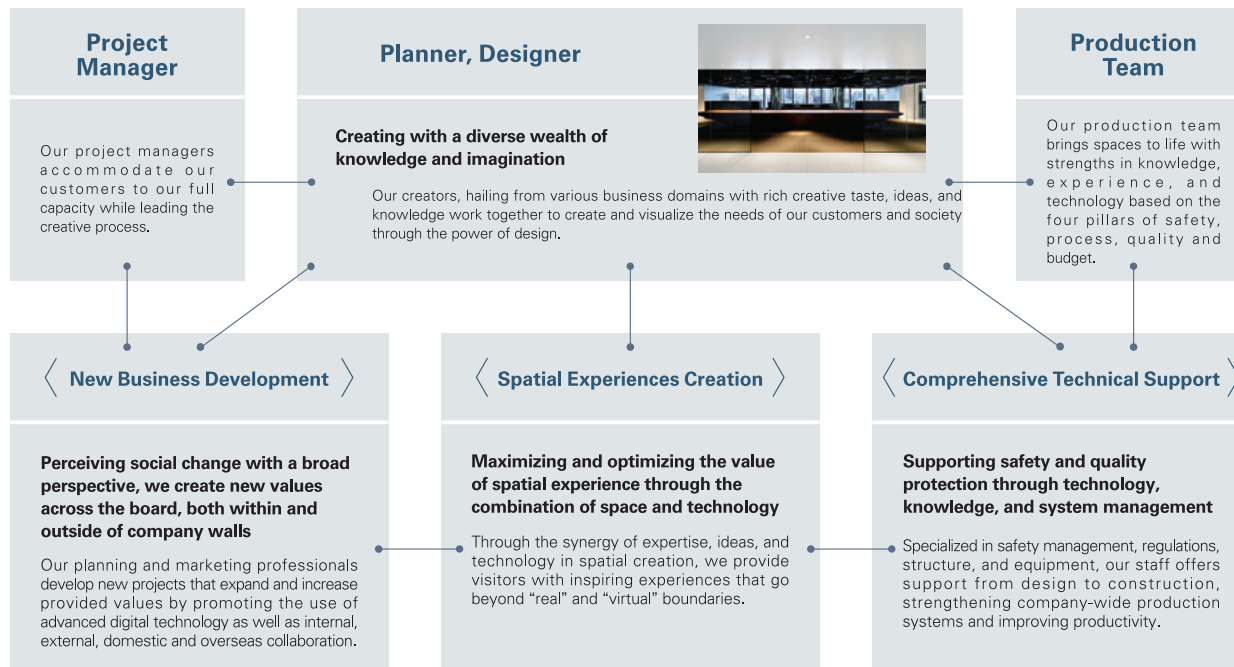 Project
Manager
Our project managers
accommodate our
customers to our full
capacity while leading the
creative process.
Planner, Designer
Creating with a diverse wealth of
knowledge and imagination
Our creators, hailing from various business domains with rich creative taste, ideas, and
knowledge work together to create and visualize the needs of our customers and society
through the power of design.
Production
Team
Our production team
brings spaces to life with
strengths in knowledge,
experience, and
technology based on the
four pillars of safety,
process, quality and
budget.
〈 New Business Development 〉
Perceiving social change with a broad
perspective, we create new values
across the board, both within and
outside of company walls
Our planning and marketing professionals
develop new projects that expand and increase
provided values by promoting the use of
advanced digital technology as well as internal,
external, domestic and overseas collaboration.
〈 Spatial Experiences Creation 〉
Maximizing and optimizing the value
of spatial experience through the
combination of space and technology
Through the synergy of expertise, ideas, and
technology in spatial creation, we provide
visitors with inspiring experiences that go
beyond “real” and “virtual” boundaries.
〈 Comprehensive Technical Support 〉
Supporting safety and quality
protection through technology,
knowledge, and system management
Specialized in safety management, regulations,
structure, and equipment, our staff offers
support from design to construction,
strengthening company-wide production
systems and improving productivity.